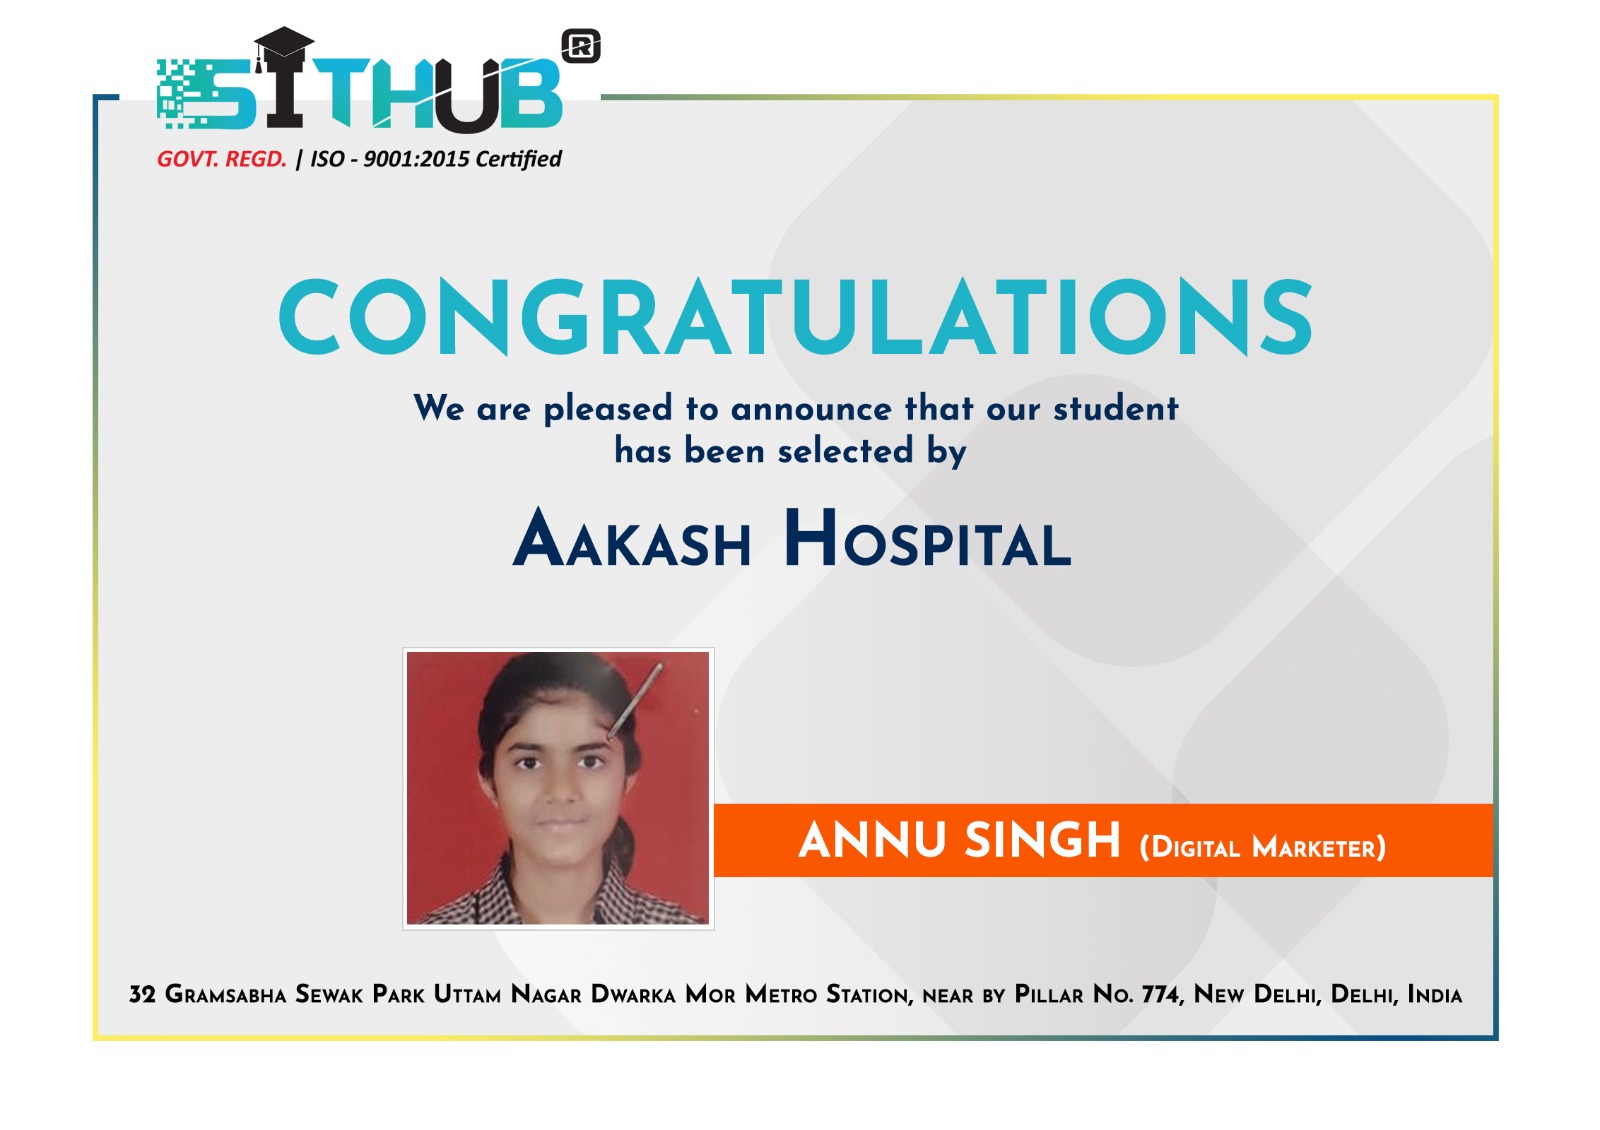 SITHUB®
GOVT. REGD. | ISO - 9001:2015 Certified
CONGRATULATIONS
We are pleased to announce that our student
has been selected by
AAKASH HOSPITAL
ANNU SINGH (DIGITAL MARKETER)
32 GRAMSABHA SEWAK PARK UTTAM NAGAR DWARKA MOR METRO STATION, NEAR BY PILLAR NO. 774, NEW DELHI, DELHI, INDIA